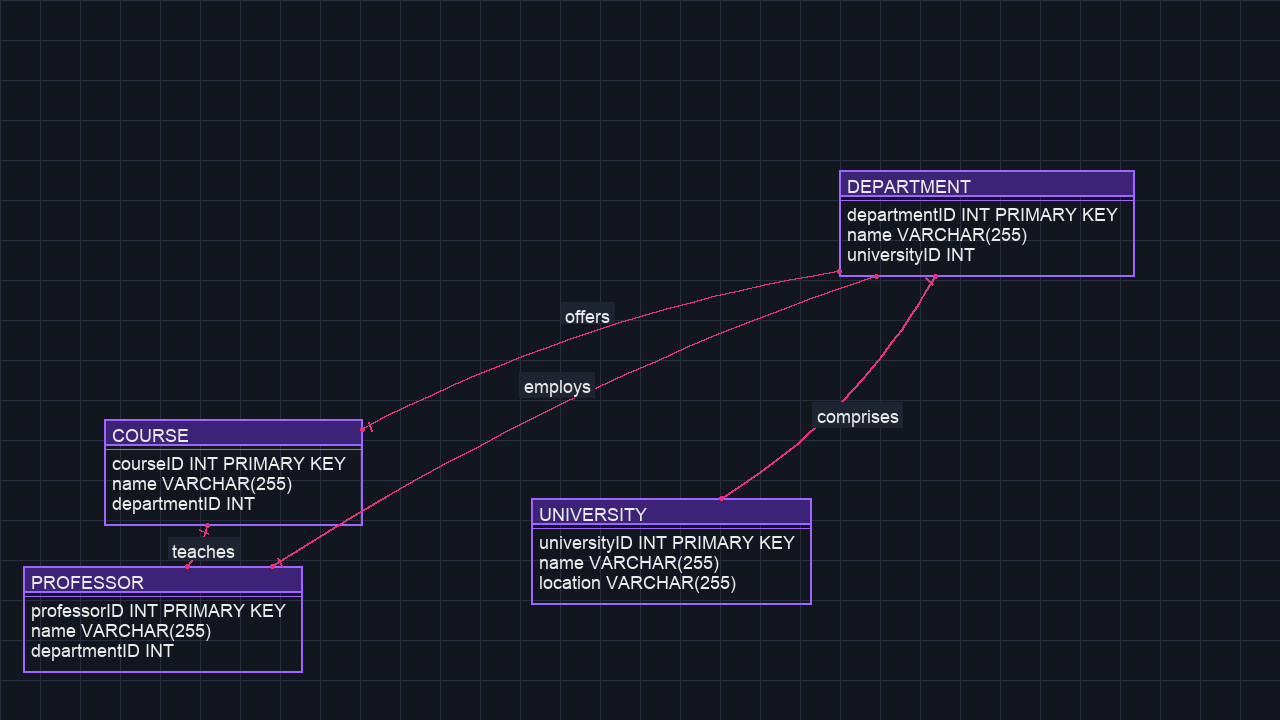 DEPARTMENT
departmentID INT PRIMARY KEY
name VARCHAR(255)
universityID INT
offers
employs
comprises
COURSE
courseID INT PRIMARY KEY
name VARCHAR(255)
departmentID INT
UNIVERSITY
universityID INT PRIMARY KEY
name VARCHAR(255)
location VARCHAR(255)
teaches
PROFESSOR
professorID INT PRIMARY KEY
name VARCHAR(255)
departmentID INT